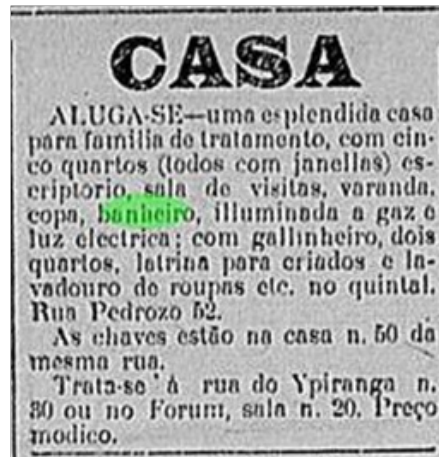 CASA
ALUGA-SE—uma esplendida casa
para familia de tratamento, com cin-
co quartos (todos com janellas) es-
criptorio, sala de visitas, varanda,
copa, banheiro, illuminada a gaz e
luz electrica; com gallinheiro, dois
quartos, latrina para criados e la-
vadouro de roupas etc. no quintal.
Rua Pedrozo 52.
As chaves estão na casa n. 50 da
mesma rua.
Trata-se á rua do Ypiranga n.
80 ou no Forum, sala n. 20. Preço
modico.